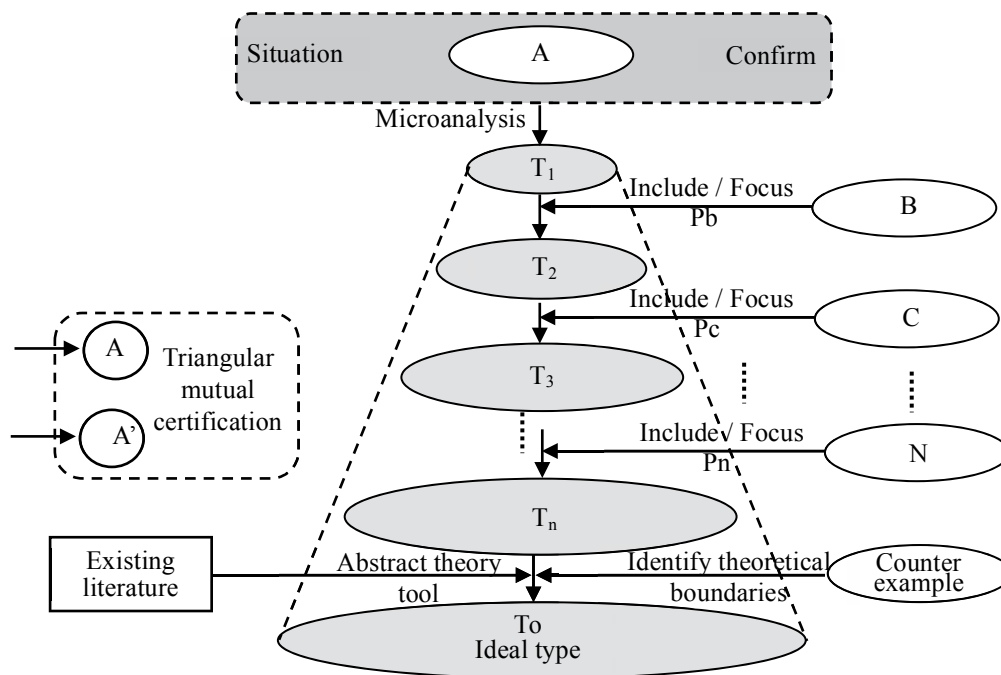 Situation
A
Confirm
Microanalysis
T1
Include / Focus
Pb
B
T2
Include / Focus
Pc
C
T3
A
Triangular
mutual
certification
A’
Include / Focus
Pn
N
Tn
Existing
literature
Abstract theory
tool
Identify theoretical
boundaries
Counter
example
To
Ideal type